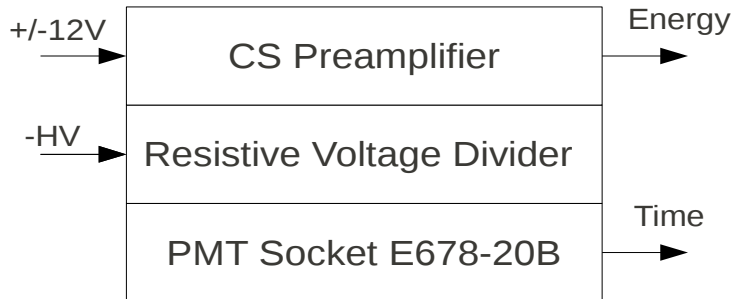 +/-12V
CS Preamplifier
Energy
-HV
Resistive Voltage Divider
PMT Socket E678-20B
Time